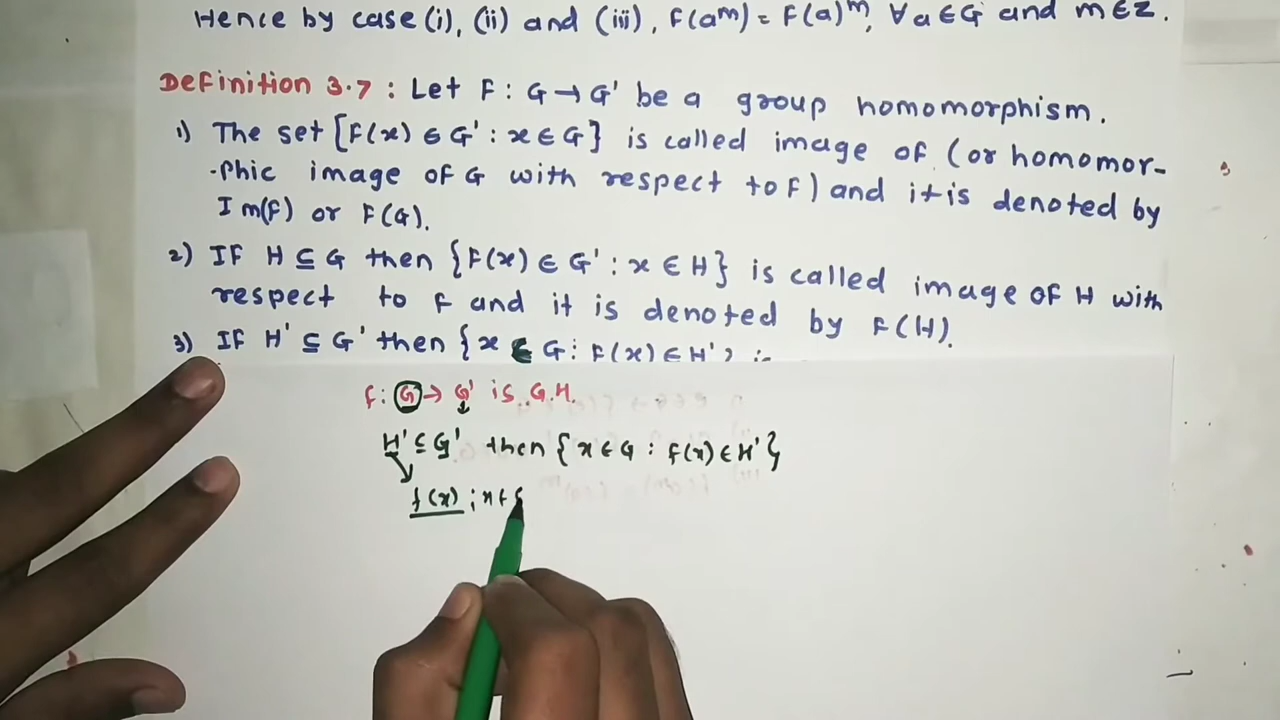 Hence by case (i), (ii) and (iii), F(aᵐ) = F(a)ᵐ, ∀ a ∈ G and m ∈ Z.
Definition 3.7 : Let F : G → G' be a group homomorphism.
1) The set [F(x) ∈ G' : x ∈ G} is called image of (or homomor-
-phic image of G with respect to F) and it is denoted by
Im(F) or F(G).
2) IF H ⊆ G then {F(x) ∈ G' : x ∈ H} is called image of H with
respect to F and it is denoted by F(H).
3) IF H' ⊆ G' then {x ∈ G : F(x) ∈ H'}
f : G → G' is G.H.
H' ⊆ G' then { x ∈ G : f(x) ∈ H' }
f(x) ; x ∈